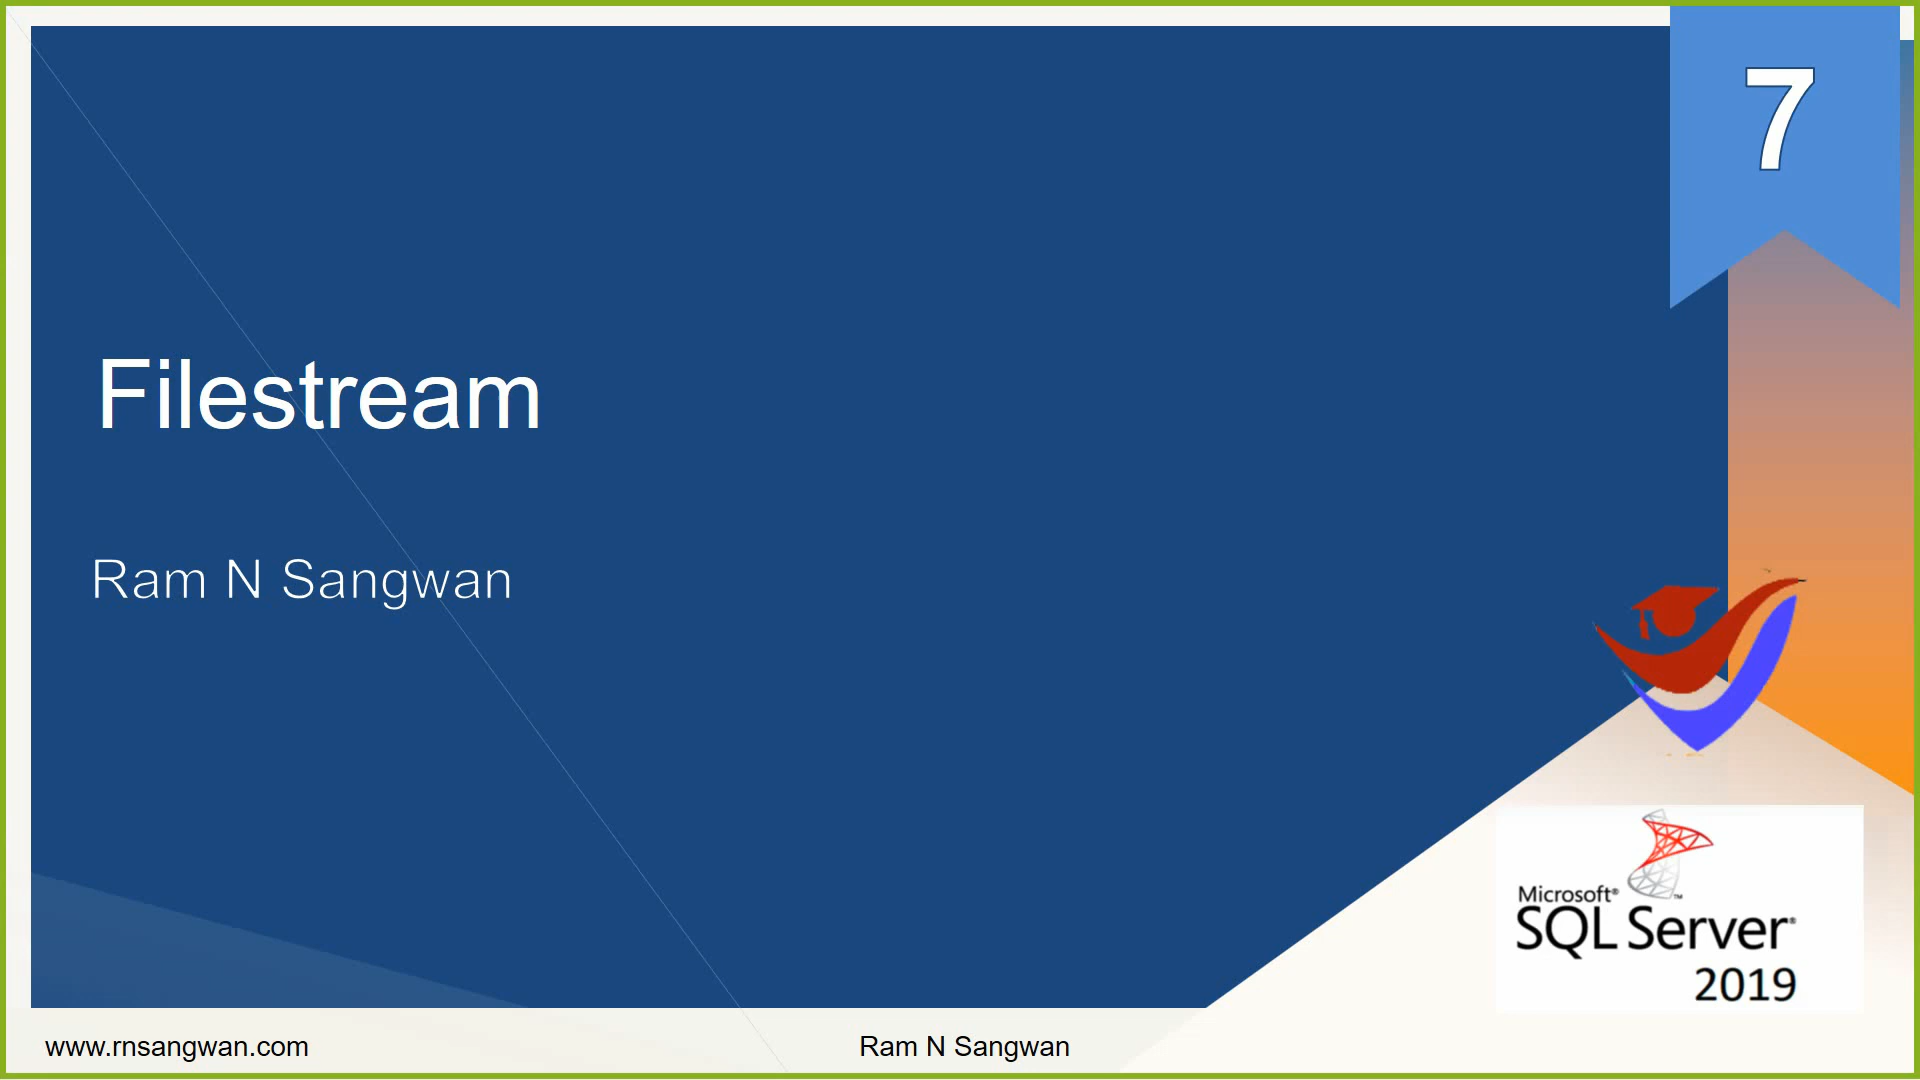 7
Filestream
Ram N Sangwan
Microsoft®
SQL Server®
2019
www.rnsangwan.com
Ram N Sangwan